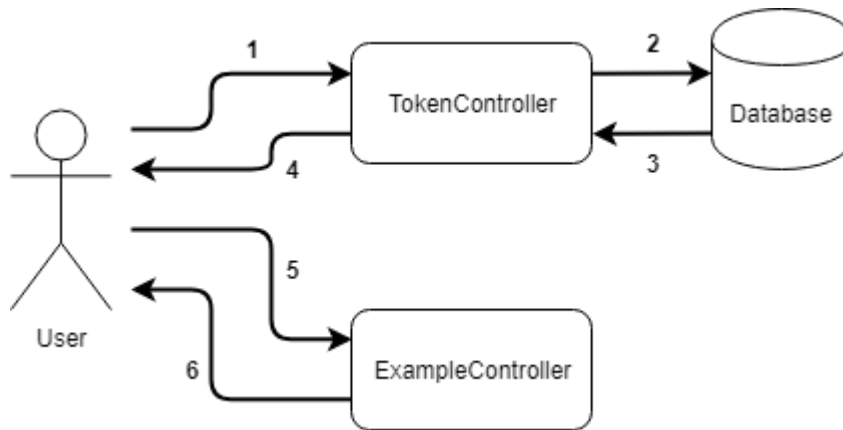 1
2
TokenController
Database
4
3
5
User
6
ExampleController